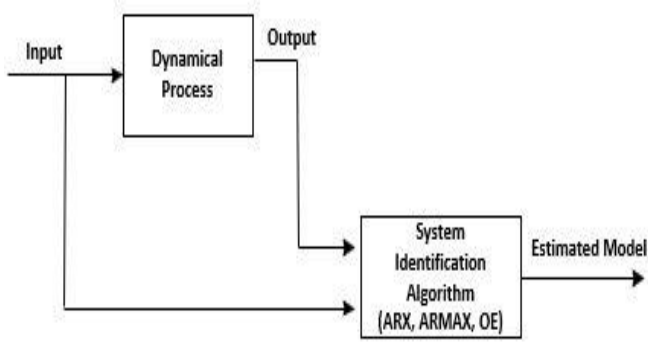 Input
Output
Dynamical
Process
System
Identification
Algorithm
(ARX, ARMAX, OE)
Estimated Model